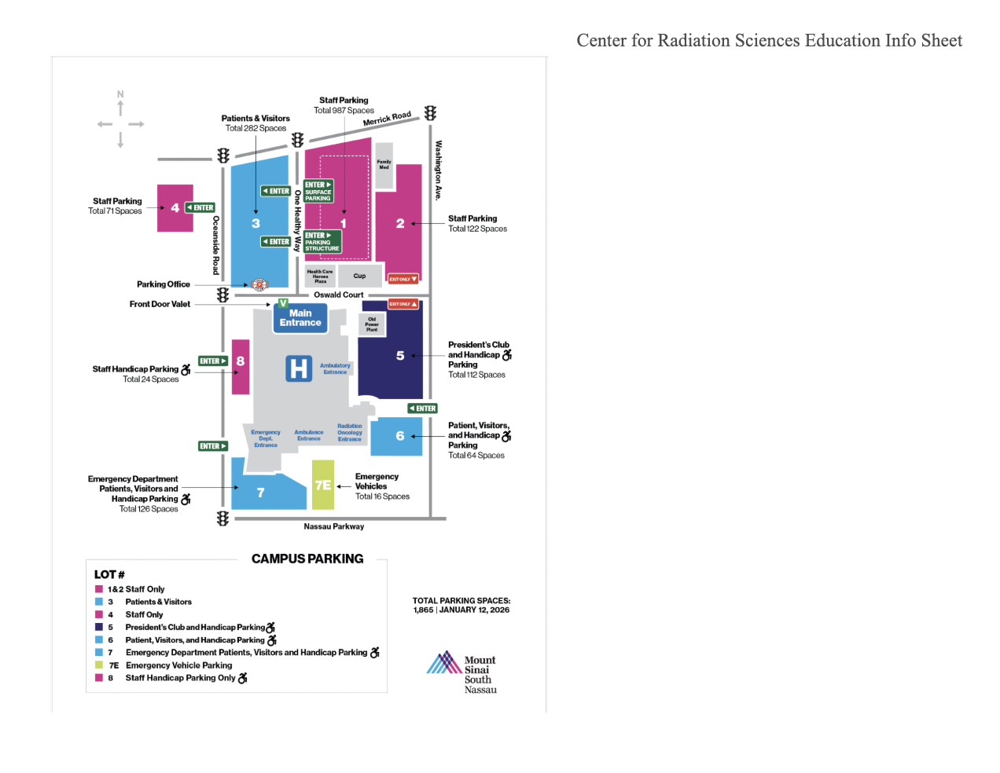 Center for Radiation Sciences Education Info Sheet
N
Staff Parking
Total 987 Spaces
Merrick Road
Patients & Visitors
Total 282 Spaces
Washington Ave.
Family
Med
ENTER
ENTER
SURFACE
PARKING
One Healthy Way
Staff Parking
Total 71 Spaces
4
ENTER
Oceanside Road
3
1
2
Staff Parking
Total 122 Spaces
ENTER
ENTER
PARKING
STRUCTURE
Health Care
Heroes
Plaza
Cup
EXIT ONLY
Parking Office
Oswald Court
Front Door Valet
V
Main
Entrance
EXIT ONLY
Old
Power
Plant
5
President's Club
and Handicap
Parking
Total 112 Spaces
ENTER
8
H
Ambulatory
Entrance
Staff Handicap Parking
Total 24 Spaces
ENTER
Emergency
Dept.
Entrance
Ambulance
Entrance
Radiation
Oncology
Entrance
6
Patient, Visitors,
and Handicap
Parking
Total 64 Spaces
ENTER
Emergency Department
Patients, Visitors and
Handicap Parking
Total 126 Spaces
7
7E
Emergency
Vehicles
Total 16 Spaces
Nassau Parkway
CAMPUS PARKING
LOT #
1&2 Staff Only
3 Patients & Visitors
4 Staff Only
5 President's Club and Handicap Parking
6 Patient, Visitors, and Handicap Parking
7 Emergency Department Patients, Visitors and Handicap Parking
7E Emergency Vehicle Parking
8 Staff Handicap Parking Only
TOTAL PARKING SPACES:
1,865 | JANUARY 12, 2026
Mount
Sinai
South
Nassau